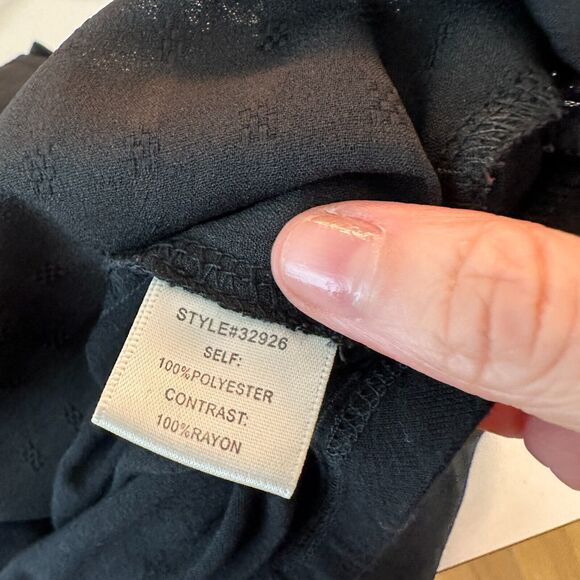 STYLE#32926
SELF:
100%POLYESTER
CONTRAST:
100%RAYON